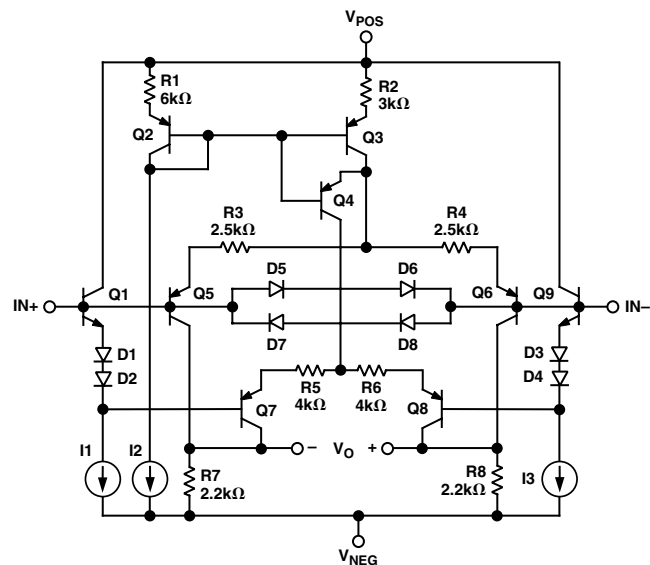 VPOS
R1
6kΩ
R2
3kΩ
Q2
Q3
Q4
R3
2.5kΩ
R4
2.5kΩ
D5
D6
IN+
Q1
Q5
Q6
Q9
IN–
D7
D8
D1
D2
D3
D4
R5
4kΩ
R6
4kΩ
Q7
Q8
I1
I2
– VO +
R7
2.2kΩ
R8
2.2kΩ
I3
VNEG